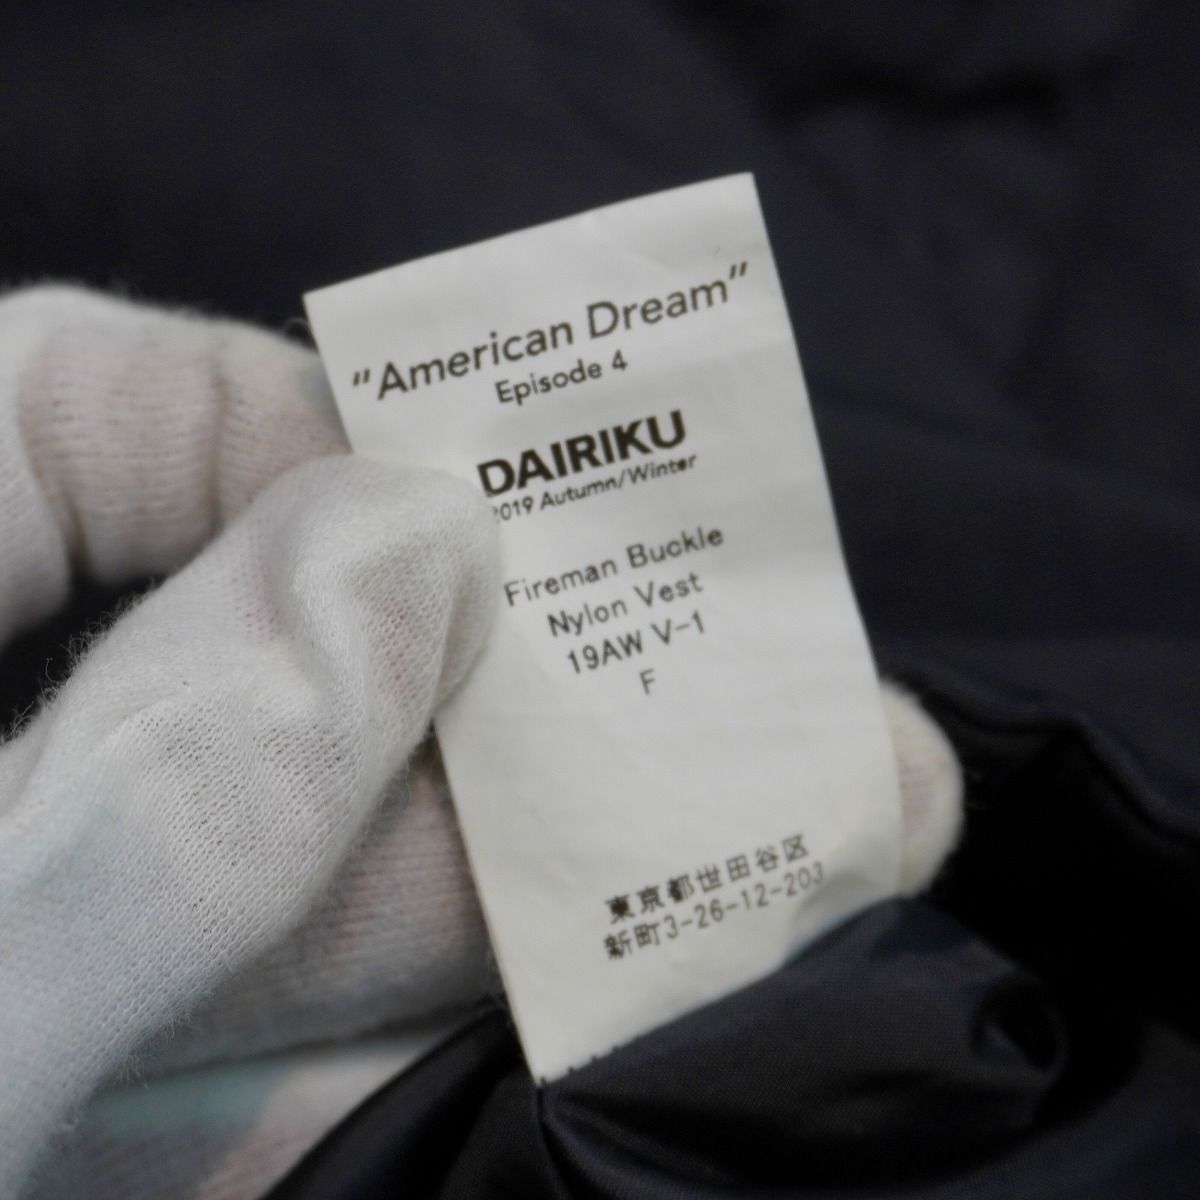 "American Dream"
Episode 4
DAIRIKU
2019 Autumn/Winter
Fireman Buckle
Nylon Vest
19AW V-1
F
東京都世田谷区
新町3-26-12-203